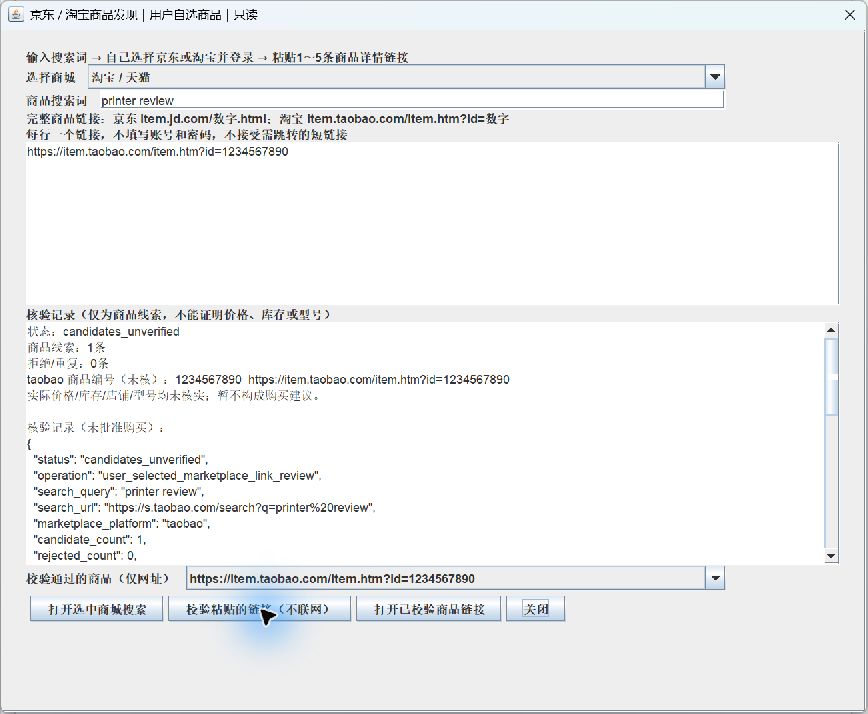 京东 / 淘宝商品发现 | 用户自选商品 | 只读
输入搜索词 → 自己选择京东或淘宝并登录 → 粘贴1～5条商品详情链接
选择商城 淘宝 / 天猫
商品搜索词 printer review
完整商品链接：京东 item.jd.com/数字.html；淘宝 item.taobao.com/item.htm?id=数字
每行一个链接，不填写账号和密码，不接受需跳转的短链接
https://item.taobao.com/item.htm?id=1234567890
核验记录（仅为商品线索，不能证明价格、库存或型号）
状态：candidates_unverified
商品线索：1条
拒绝/重复：0条
taobao 商品编号（未核）：1234567890 https://item.taobao.com/item.htm?id=1234567890
实际价格/库存/店铺/型号均未核实；暂不构成购买建议。
核验记录（未批准购买）：
{
"status": "candidates_unverified",
"operation": "user_selected_marketplace_link_review",
"search_query": "printer review",
"search_url": "https://s.taobao.com/search?q=printer%20review",
"marketplace_platform": "taobao",
"candidate_count": 1,
"rejected_count": 0,
校验通过的商品（仅网址） https://item.taobao.com/item.htm?id=1234567890
打开选中商城搜索 校验粘贴的链接（不联网） 打开已校验商品链接 关闭